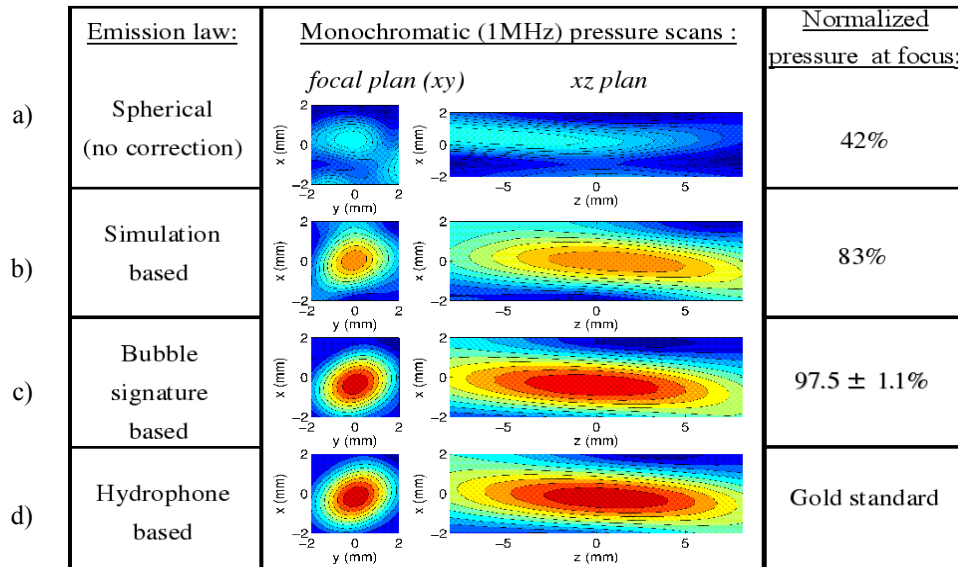 Emission law:
Monochromatic (1MHz) pressure scans :
Normalized
pressure at focus:
focal plan (xy)
xz plan
a)
Spherical
(no correction)
x (mm)
2
0
−2
−2 0 2
y (mm)
x (mm)
2
0
−2
−5 0 5
z (mm)
42%
b)
Simulation
based
x (mm)
2
0
−2
−2 0 2
y (mm)
x (mm)
2
0
−2
−5 0 5
z (mm)
83%
c)
Bubble
signature
based
x (mm)
2
0
−2
−2 0 2
y (mm)
x (mm)
2
0
−2
−5 0 5
z (mm)
97.5 ± 1.1%
d)
Hydrophone
based
x (mm)
2
0
−2
−2 0 2
y (mm)
x (mm)
2
0
−2
−5 0 5
z (mm)
Gold standard